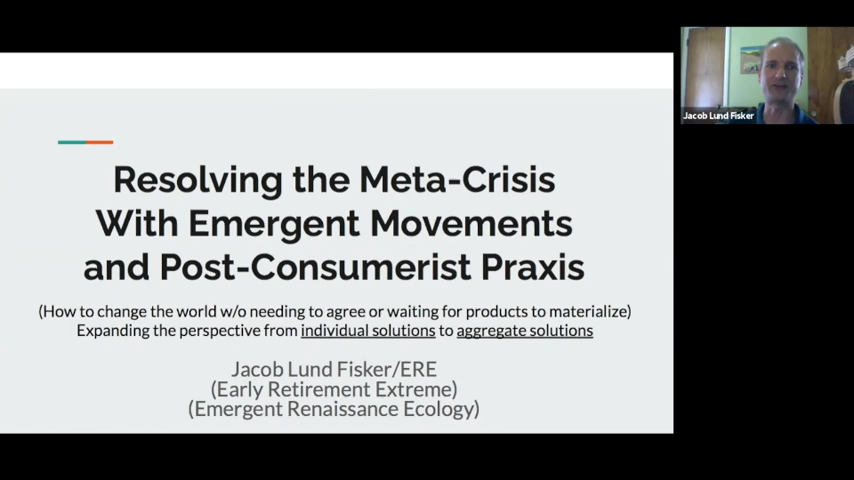 Resolving the Meta-Crisis
With Emergent Movements
and Post-Consumerist Praxis
(How to change the world w/o needing to agree or waiting for products to materialize)
Expanding the perspective from individual solutions to aggregate solutions
Jacob Lund Fisker/ERE
(Early Retirement Extreme)
(Emergent Renaissance Ecology)
Jacob Lund Fisker